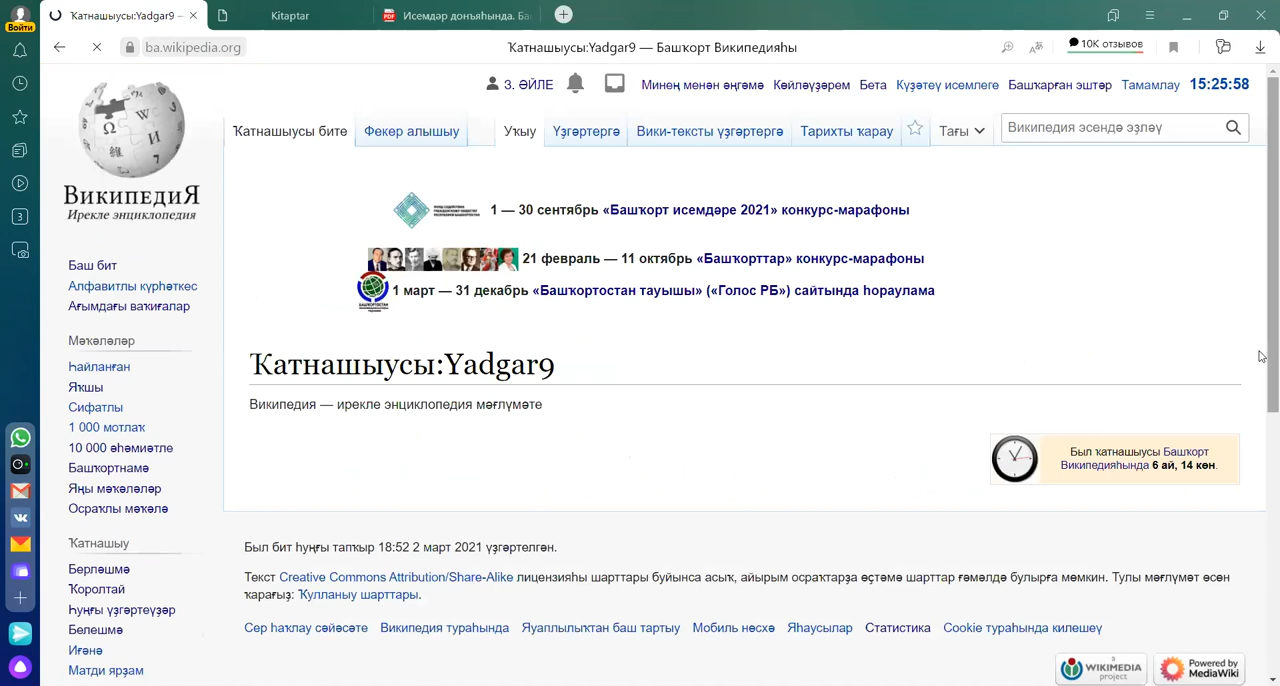 Ҡатнашыусы:Yadgar9 –
Kitaptar
Исемдәр донъяһында. Ба
Войти
ba.wikipedia.org
Ҡатнашыусы:Yadgar9 — Башҡорт Википедияһы
10K отзывов
З. ӘЙЛЕ
Минең менән әңгәмә
Көйләүҙәрем
Бета
Күҙәтеү исемлеге
Башҡарған эштәр
Тамамлау
15:25:58
Ҡатнашыусы бите
Фекер алышыу
Уҡыу
Үҙгәртергә
Вики-тексты үҙгәртергә
Тарихты ҡарау
Тағы
Википедия эсендә эҙләү
ВикипедиЯ
Ирекле энциклопедия
1 — 30 сентябрь «Башҡорт исемдәре 2021» конкурс-марафоны
21 февраль — 11 октябрь «Башҡорттар» конкурс-марафоны
1 март — 31 декабрь «Башҡортостан тауышы» («Голос РБ») сайтында һораулама
Баш бит
Алфавитлы күрһәткес
Ағымдағы ваҡиғалар
Мәҡәләләр
Һайланған
Яҡшы
Сифатлы
1 000 мотлаҡ
10 000 әһәмиәтле
Башҡортнамә
Яңы мәҡәләләр
Осраҡлы мәҡәлә
Ҡатнашыу
Берләшмә
Ҡоролтай
Һуңғы үҙгәртеүҙәр
Белешмә
Иғәнә
Матди ярҙам
Ҡатнашыусы:Yadgar9
Википедия — ирекле энциклопедия мәғлүмәте
Был ҡатнашыусы Башҡорт
Википедияһында 6 ай, 14 көн.
Был бит һуңғы тапҡыр 18:52 2 март 2021 үҙгәртелгән.
Текст Creative Commons Attribution/Share-Alike лицензияһы шарттары буйынса асыҡ, айырым осраҡтарҙа өҫтәмә шарттар ғәмәлдә булырға мөмкин. Тулы мәғлүмәт өсөн
ҡарағыҙ: Ҡулланыу шарттары.
Сер һаҡлау сәйәсәте
Википедия тураһында
Яуаплылыҡтан баш тартыу
Мобиль нөсхә
Яһаусылар
Статистика
Cookie тураһында килешеү
WIKIMEDIA
project
Powered by
MediaWiki